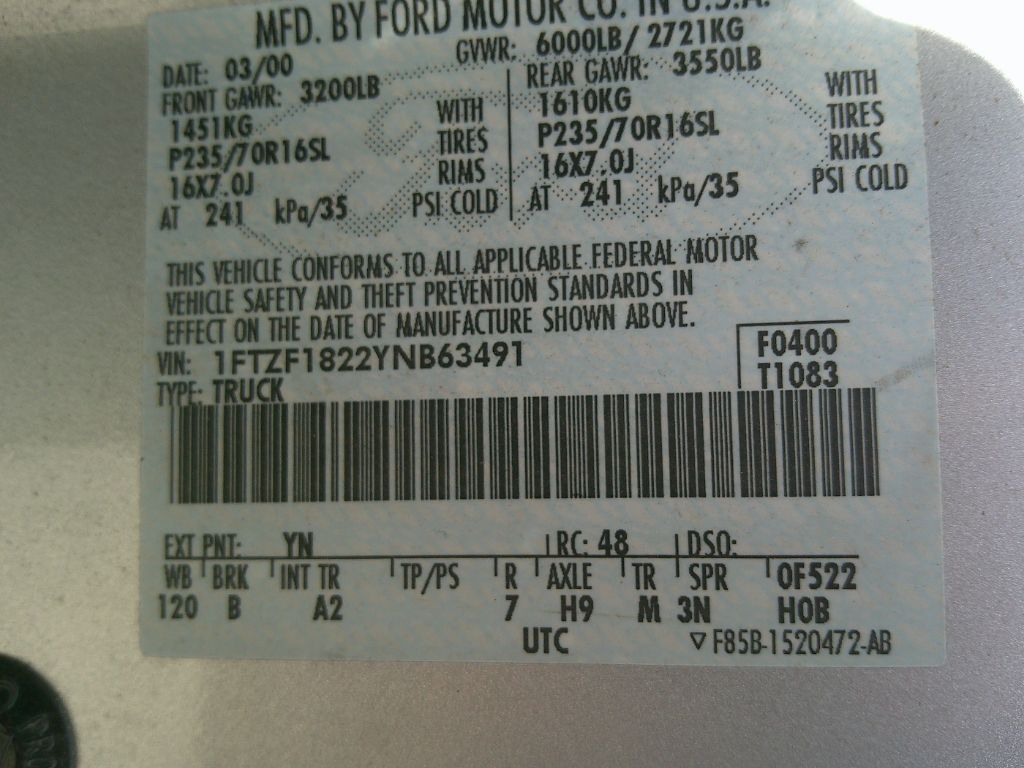 MFD. BY FORD MOTOR CO. IN U.S.A.
DATE: 03/00 GVWR: 6000LB/ 2721KG
FRONT GAWR: 3200LB REAR GAWR: 3550LB
1451KG WITH 1610KG WITH
P235/70R16SL TIRES P235/70R16SL TIRES
16X7.0J RIMS 16X7.0J RIMS
AT 241 kPa/35 PSI COLD AT 241 kPa/35 PSI COLD
THIS VEHICLE CONFORMS TO ALL APPLICABLE FEDERAL MOTOR
VEHICLE SAFETY AND THEFT PREVENTION STANDARDS IN
EFFECT ON THE DATE OF MANUFACTURE SHOWN ABOVE.
VIN: 1FTZF1822YNB63491 F0400
TYPE: TRUCK T1083
EXT PNT: YN RC: 48 DSO:
WB BRK INT TR TP/PS R AXLE TR SPR 0F522
120 B A2 7 H9 M 3N HOB
UTC ▽F85B-1520472-AB